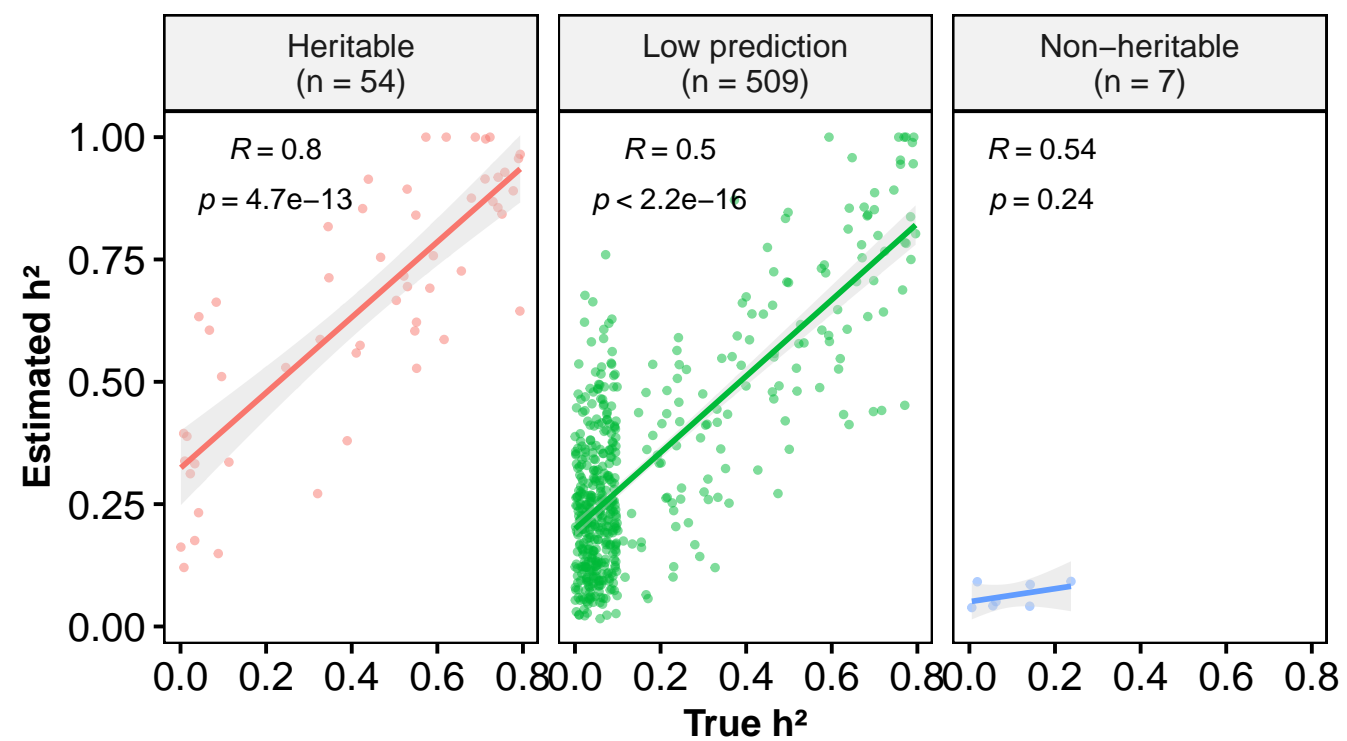 Heritable
(n = 54)
Low prediction
(n = 509)
Non−heritable
(n = 7)
R = 0.8
p = 4.7e−13
R = 0.5
p < 2.2e−16
R = 0.54
p = 0.24
1.00
0.75
0.50
0.25
0.00
Estimated h²
0.0 0.2 0.4 0.6 0.8
0.0 0.2 0.4 0.6 0.8
0.0 0.2 0.4 0.6 0.8
True h²